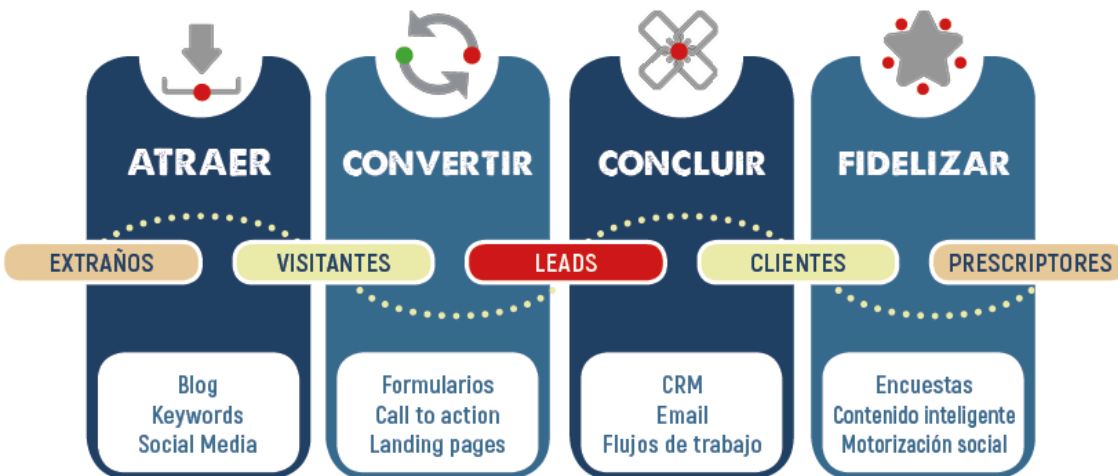 ATRAER
CONVERTIR
CONCLUIR
FIDELIZAR
EXTRAÑOS
VISITANTES
LEADS
CLIENTES
PRESCRIPTORES
Blog
Keywords
Social Media
Formularios
Call to action
Landing pages
CRM
Email
Flujos de trabajo
Encuestas
Contenido inteligente
Motorización social